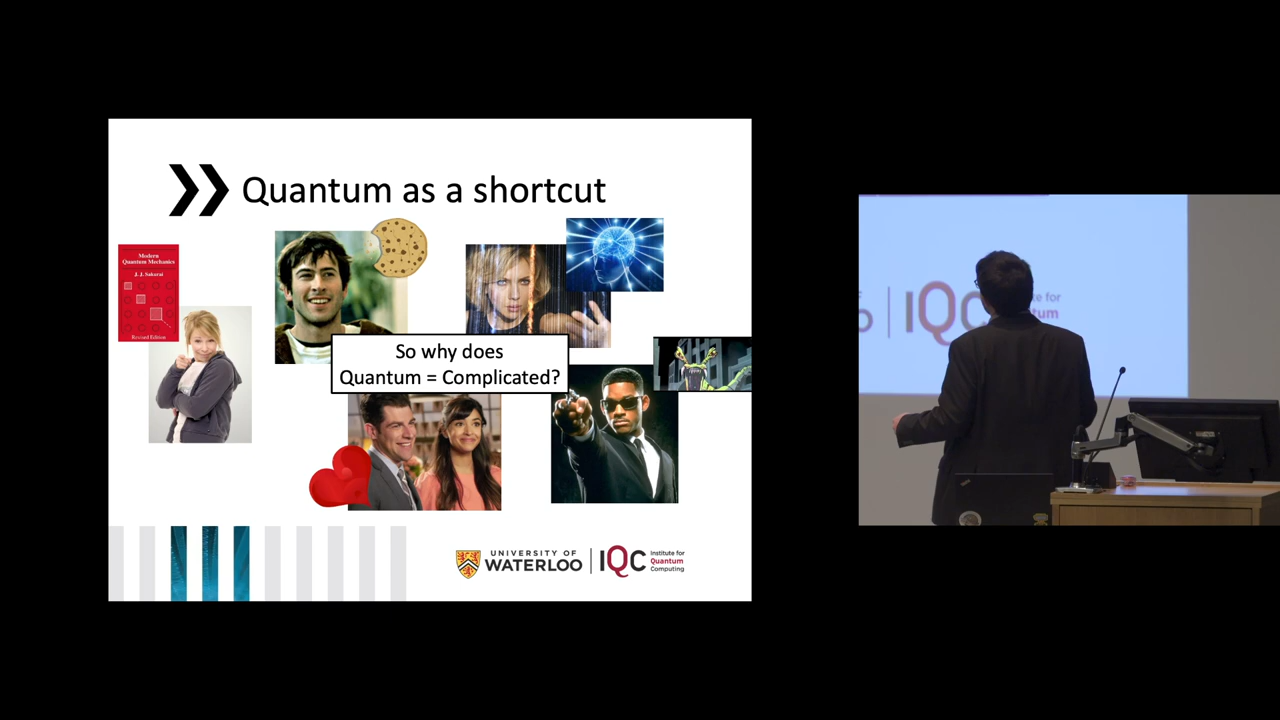 Quantum as a shortcut
Modern
Quantum Mechanics
J. J. Sakurai
Revised Edition
So why does
Quantum = Complicated?
UNIVERSITY OF
WATERLOO
IQC
Institute for
Quantum
Computing
IQC